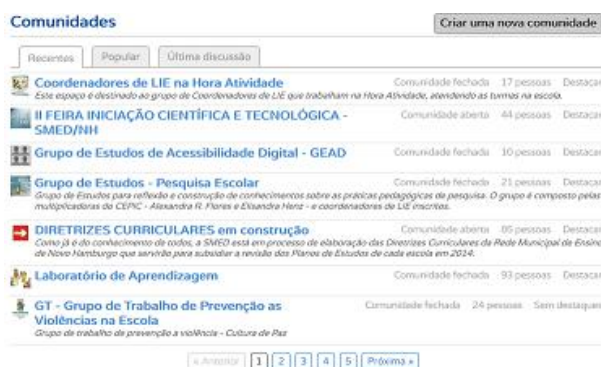 Comunidades
Criar uma nova comunidade
Recentes Popular Última discussão
Coordenadores de LIE na Hora Atividade Comunidade fechada 17 pessoas Destacar
Este espaço é destinado ao grupo de Coordenadores de LIE que trabalham na Hora Atividade, atendendo as turmas na escola.
II FEIRA INICIAÇÃO CIENTÍFICA E TECNOLÓGICA - Comunidade aberta 44 pessoas Destacar
SMED/NH
Grupo de Estudos de Acessibilidade Digital - GEAD Comunidade fechada 10 pessoas Destacar
Grupo de Estudos - Pesquisa Escolar Comunidade fechada 21 pessoas Destacar
Grupo de Estudos para reflexão e construção de conhecimentos sobre as práticas pedagógicas de pesquisa. O grupo é composto pelas
multiplicadoras do CEPIC - Alexandra R. Flores e Elisandra Henz - e coordenadores de LIE inscritos.
DIRETRIZES CURRICULARES em construção Comunidade aberta pessoas Destacar
Como já é do conhecimento de todos, a SMED está em processo de elaboração das Diretrizes Curriculares da Rede Municipal de Ensino
de Novo Hamburgo que servirão para subsidiar a revisão dos Planos de Estudos de cada escola em 2014.
Laboratório de Aprendizagem Comunidade fechada 93 pessoas Destacar
GT - Grupo de Trabalho de Prevenção as Comunidade fechada 24 pessoas Sem destaque
Violências na Escola
Grupo de trabalho de prevenção a violência - Cultura de Paz
« Anterior 1 2 3 4 5 Próxima »